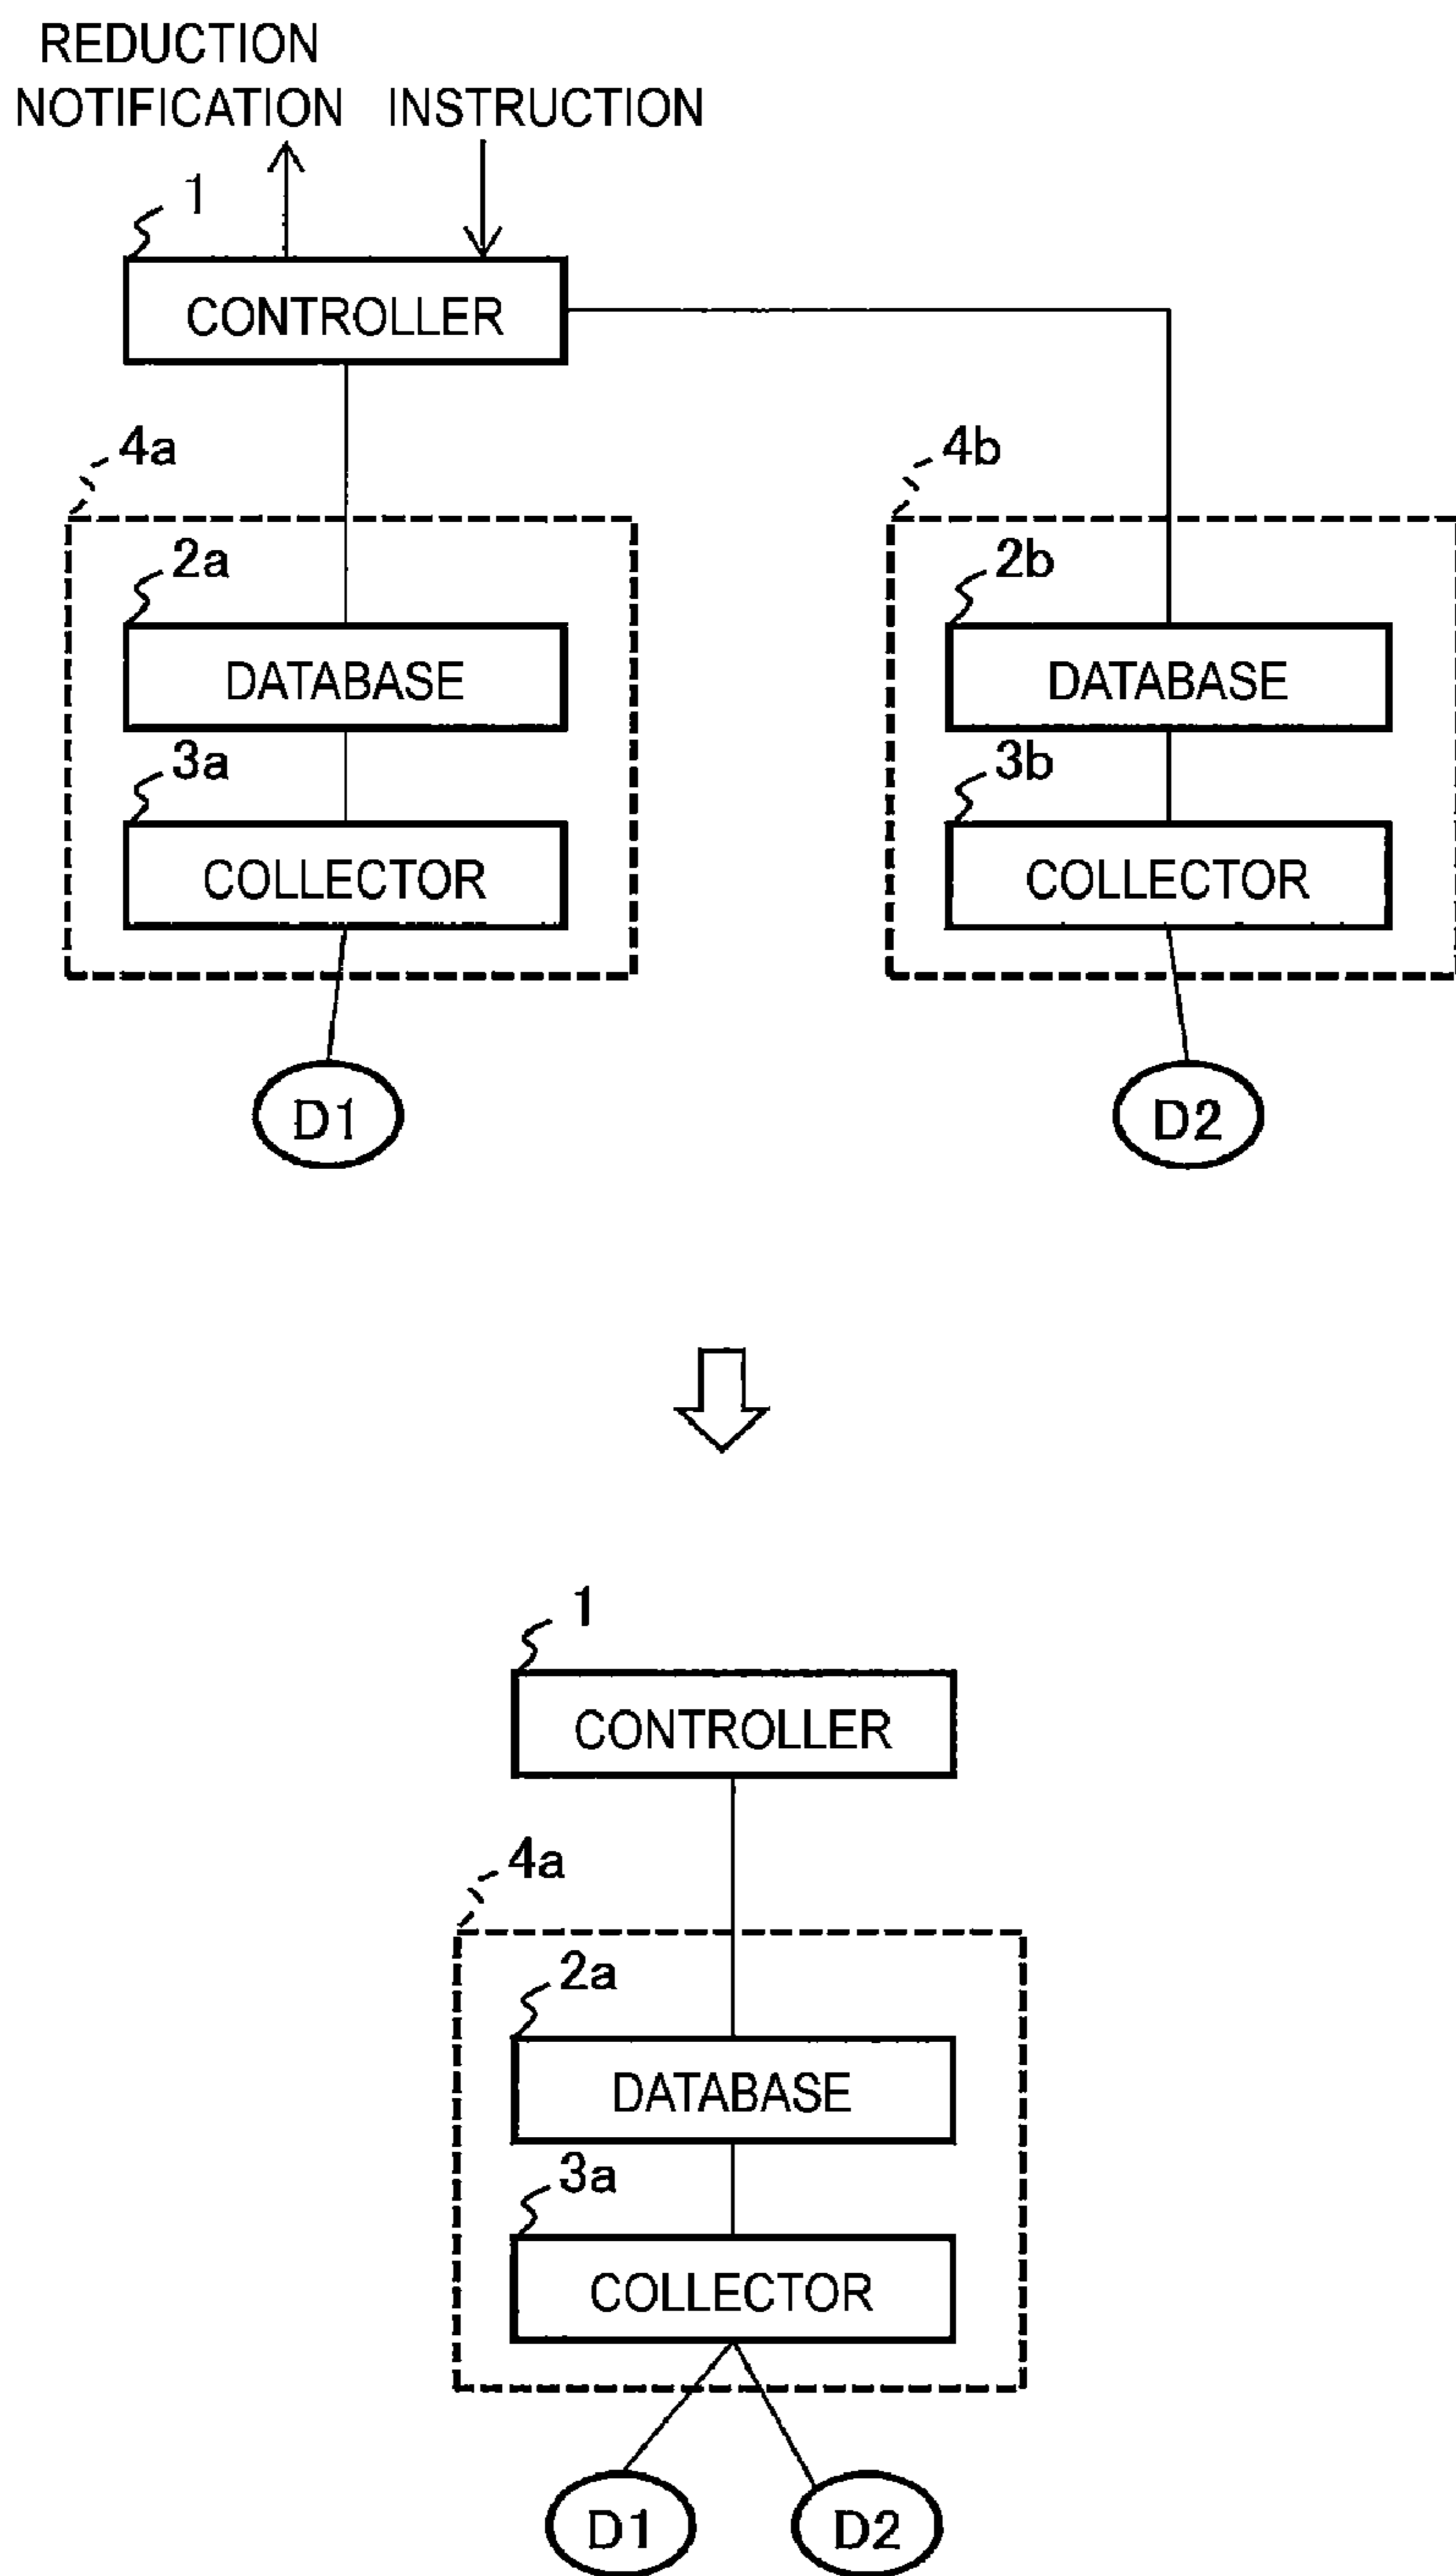 REDUCTION
NOTIFICATION INSTRUCTION
1
CONTROLLER
4a 4b
2a 2b
DATABASE DATABASE
3a 3b
COLLECTOR COLLECTOR
D1 D2
1
CONTROLLER
4a
2a
DATABASE
3a
COLLECTOR
D1 D2